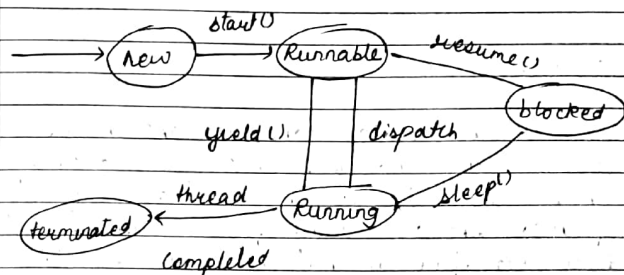 start()
new
Runnable
resume()
blocked
yield()
dispatch
sleep()
thread
Running
terminated
completed